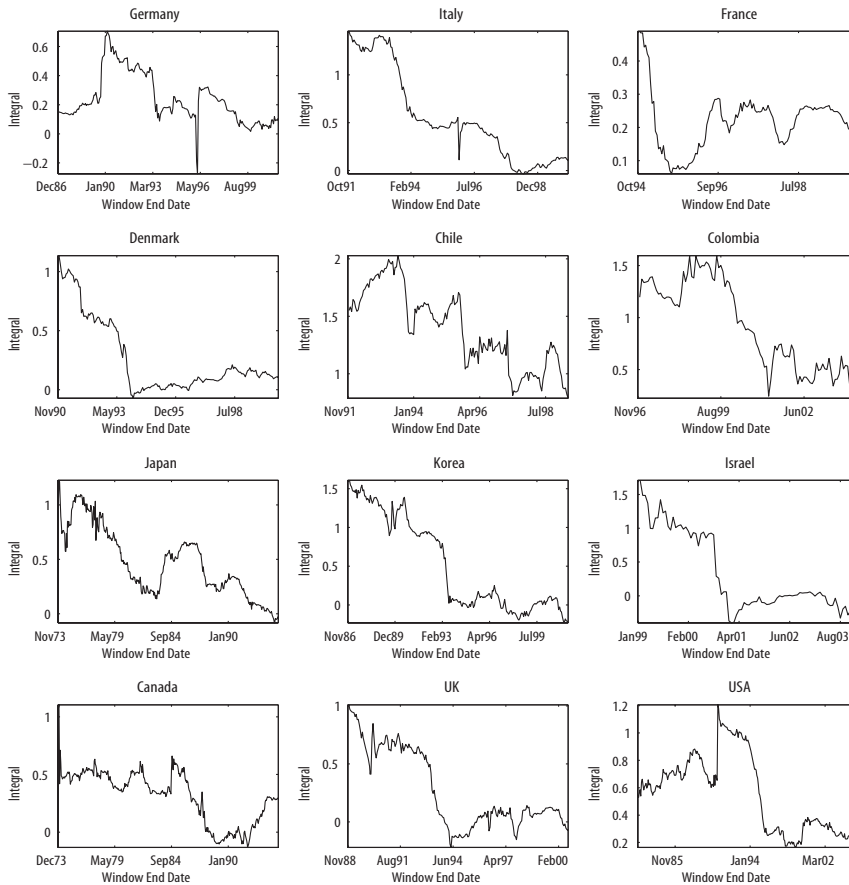 Germany
Integral
0.6
0.4
0.2
0
−0.2
Dec86 Jan90 Mar93 May96 Aug99
Window End Date
Italy
Integral
1
0.5
0
Oct91 Feb94 Jul96 Dec98
Window End Date
France
Integral
0.4
0.3
0.2
0.1
Oct94 Sep96 Jul98
Window End Date
Denmark
Integral
1
0.5
0
Nov90 May93 Dec95 Jul98
Window End Date
Chile
Integral
2
1.5
1
Nov91 Jan94 Apr96 Jul98
Window End Date
Colombia
Integral
1.5
1
0.5
Nov96 Aug99 Jun02
Window End Date
Japan
Integral
1
0.5
0
Nov73 May79 Sep84 Jan90
Window End Date
Korea
Integral
1.5
1
0.5
0
Nov86 Dec89 Feb93 Apr96 Jul99
Window End Date
Israel
Integral
1.5
1
0.5
0
Jan99 Feb00 Apr01 Jun02 Aug03
Window End Date
Canada
Integral
1
0.5
0
Dec73 May79 Sep84 Jan90
Window End Date
UK
Integral
1
0.5
0
Nov88 Aug91 Jun94 Apr97 Feb00
Window End Date
USA
Integral
1.2
1
0.8
0.6
0.4
0.2
Nov85 Jan94 Mar02
Window End Date